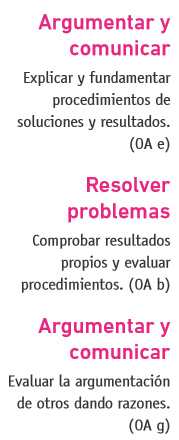 Argumentar y
comunicar
Explicar y fundamentar
procedimientos de
soluciones y resultados.
(OA e)
Resolver
problemas
Comprobar resultados
propios y evaluar
procedimientos. (OA b)
Argumentar y
comunicar
Evaluar la argumentación
de otros dando razones.
(OA g)